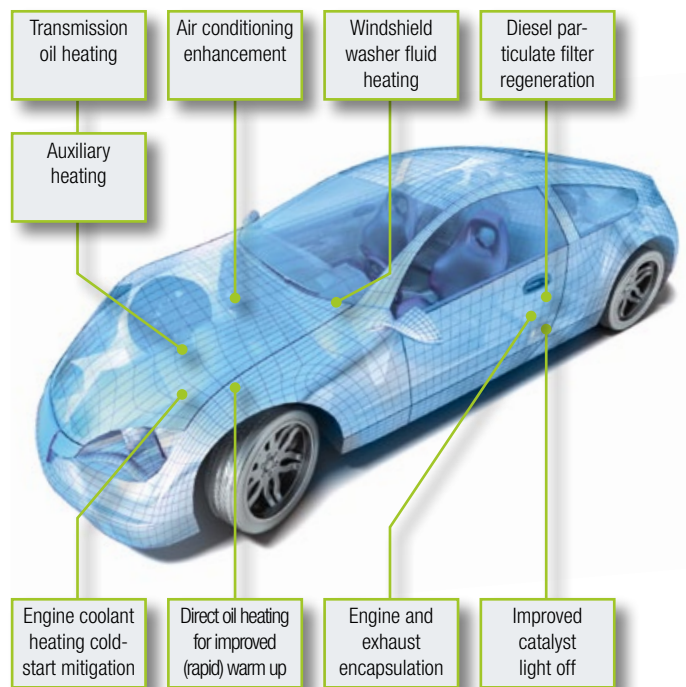 Transmission
oil heating
Air conditioning
enhancement
Windshield
washer fluid
heating
Diesel par-
ticulate filter
regeneration
Auxiliary
heating
Engine coolant
heating cold-
start mitigation
Direct oil heating
for improved
(rapid) warm up
Engine and
exhaust
encapsulation
Improved
catalyst
light off